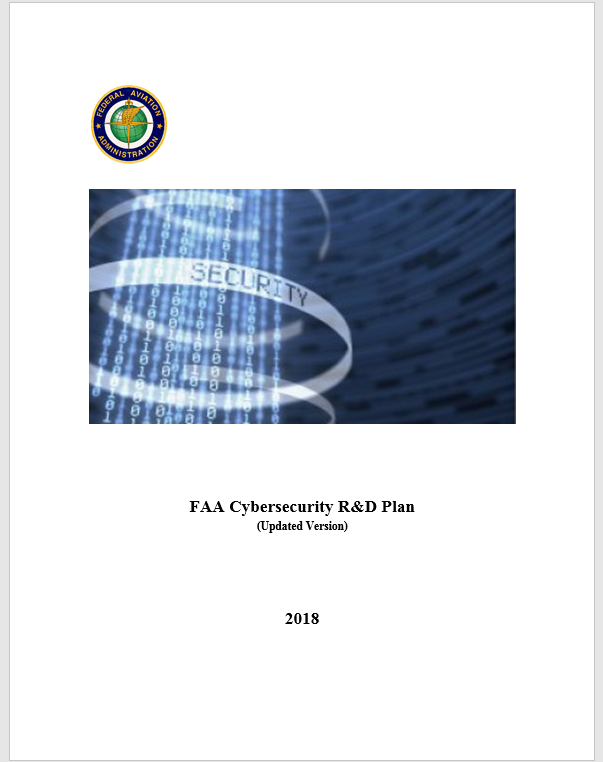 FEDERAL AVIATION
ADMINISTRATION
SECURITY
FAA Cybersecurity R&D Plan
(Updated Version)
2018